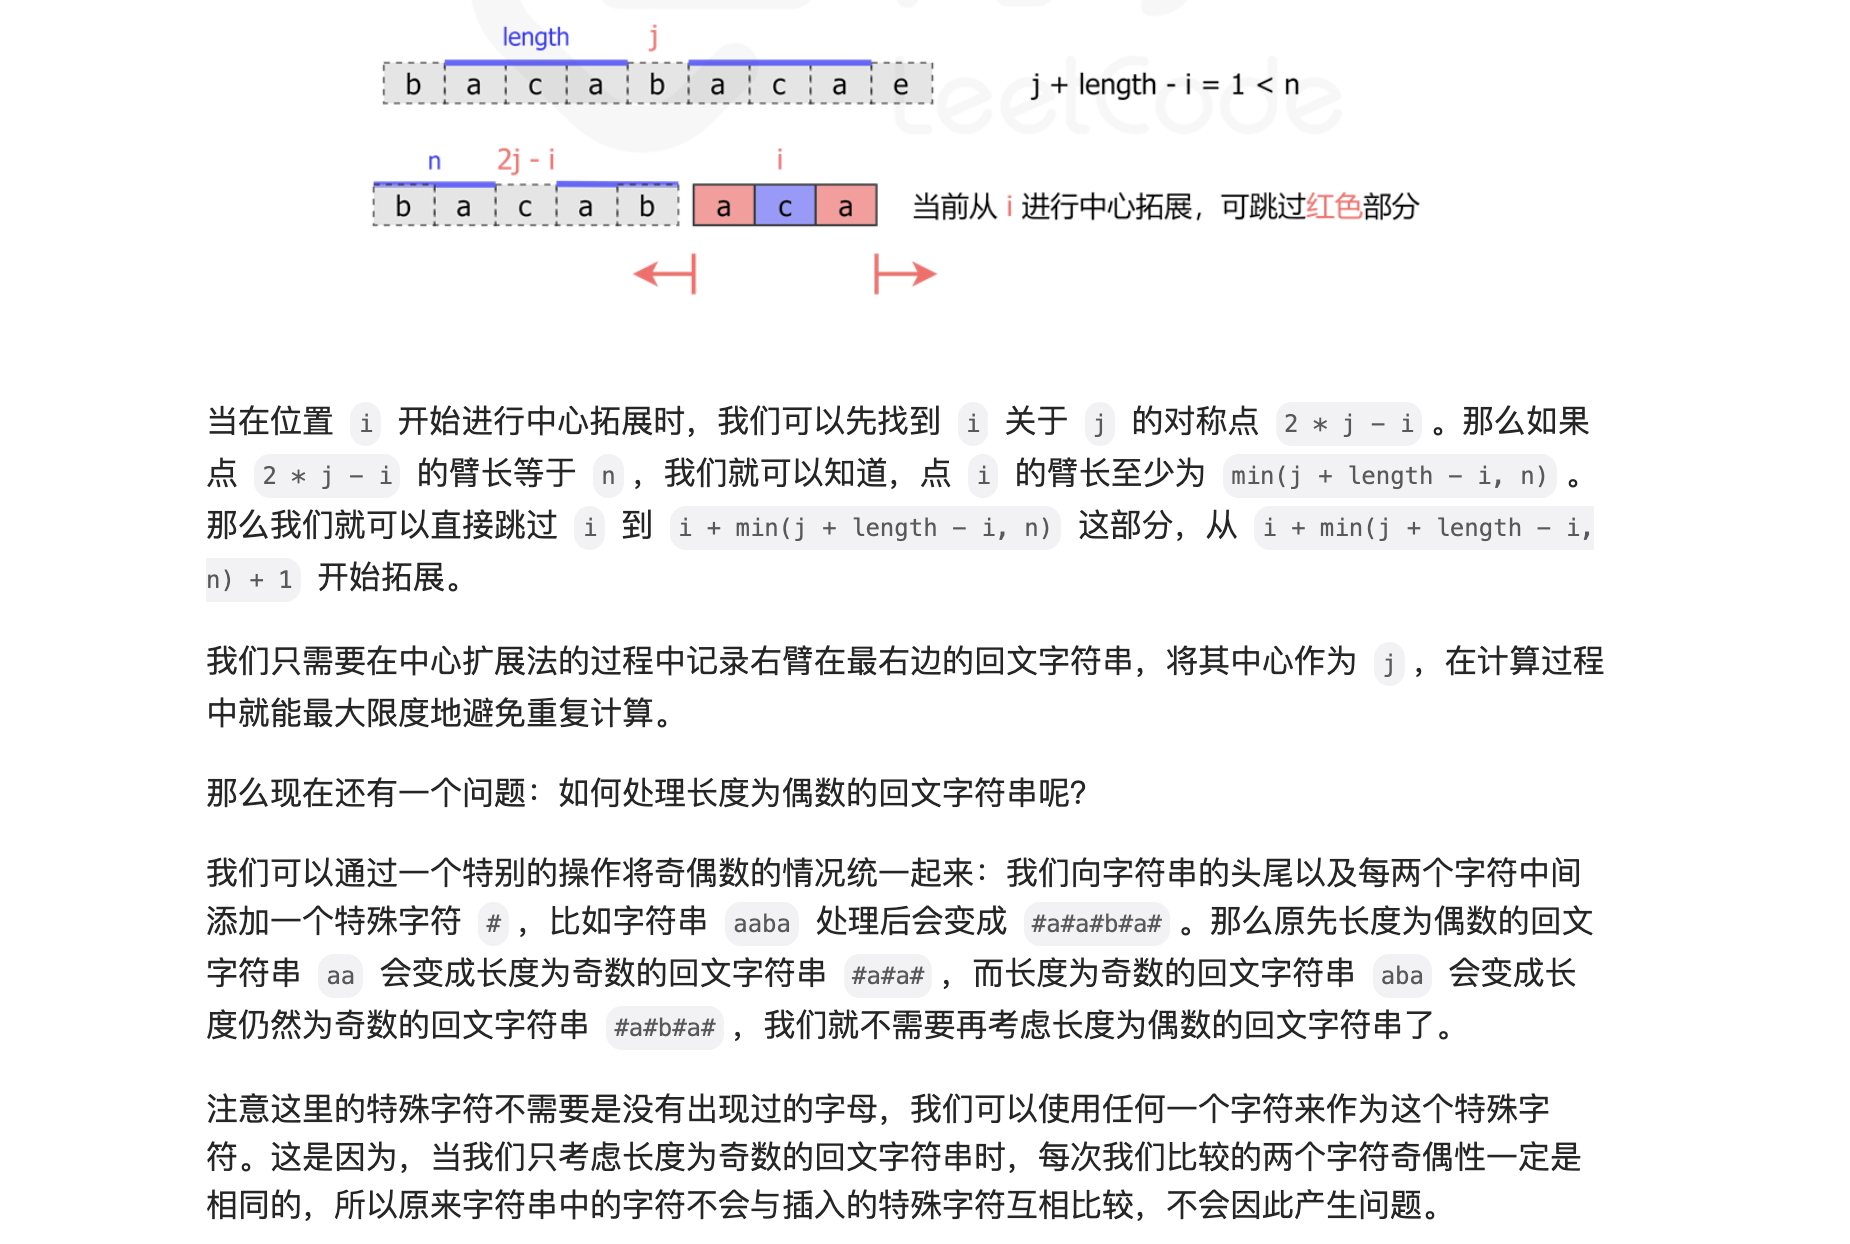 length j
b a c a b a c a e j + length - i = 1 < n
LeetCode
n 2j - i i
b a c a b a c a 当前从 i 进行中心拓展，可跳过红色部分
当在位置 i 开始进行中心拓展时，我们可以先找到 i 关于 j 的对称点 2 * j - i 。那么如果
点 2 * j - i 的臂长等于 n ，我们就可以知道，点 i 的臂长至少为 min(j + length - i, n) 。
那么我们就可以直接跳过 i 到 i + min(j + length - i, n) 这部分，从 i + min(j + length - i,
n) + 1 开始拓展。
我们只需要在中心扩展法的过程中记录右臂在最右边的回文字符串，将其中心作为 j ，在计算过程
中就能最大限度地避免重复计算。
那么现在还有一个问题：如何处理长度为偶数的回文字符串呢？
我们可以通过一个特别的操作将奇偶数的情况统一起来：我们向字符串的头尾以及每两个字符中间
添加一个特殊字符 # ，比如字符串 aaba 处理后会变成 #a#a#b#a# 。那么原先长度为偶数的回文
字符串 aa 会变成长度为奇数的回文字符串 #a#a# ，而长度为奇数的回文字符串 aba 会变成长
度仍然为奇数的回文字符串 #a#b#a# ，我们就不需要再考虑长度为偶数的回文字符串了。
注意这里的特殊字符不需要是没有出现过的字母，我们可以使用任何一个字符来作为这个特殊字
符。这是因为，当我们只考虑长度为奇数的回文字符串时，每次我们比较的两个字符奇偶性一定是
相同的，所以原来字符串中的字符不会与插入的特殊字符互相比较，不会因此产生问题。